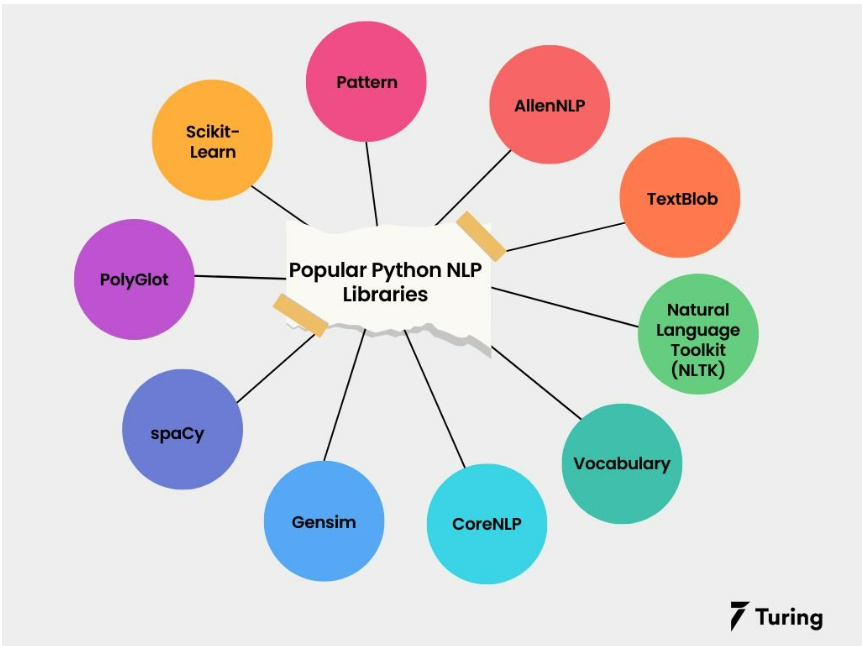 Pattern
AllenNLP
Scikit-
Learn
TextBlob
PolyGlot
Popular Python NLP
Libraries
Natural
Language
Toolkit
(NLTK)
spaCy
Vocabulary
Gensim
CoreNLP
Turing